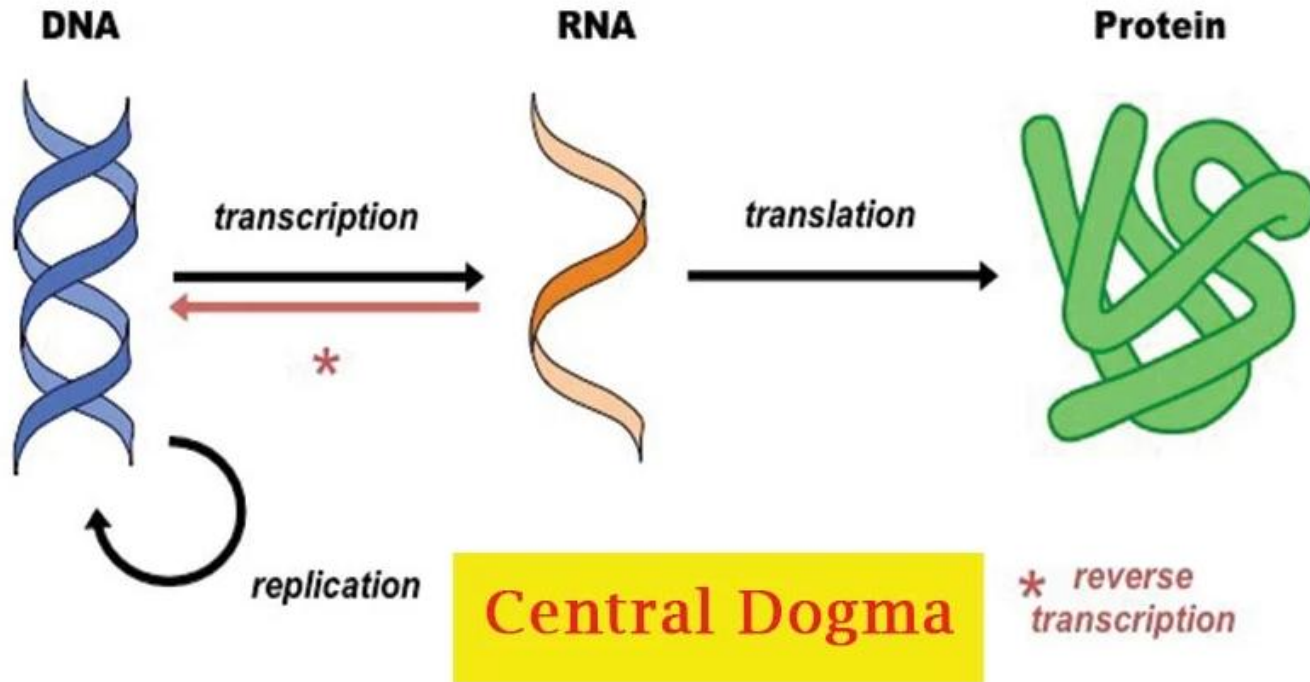 DNA
RNA
Protein
transcription
translation
*
replication
Central Dogma
* reverse
transcription